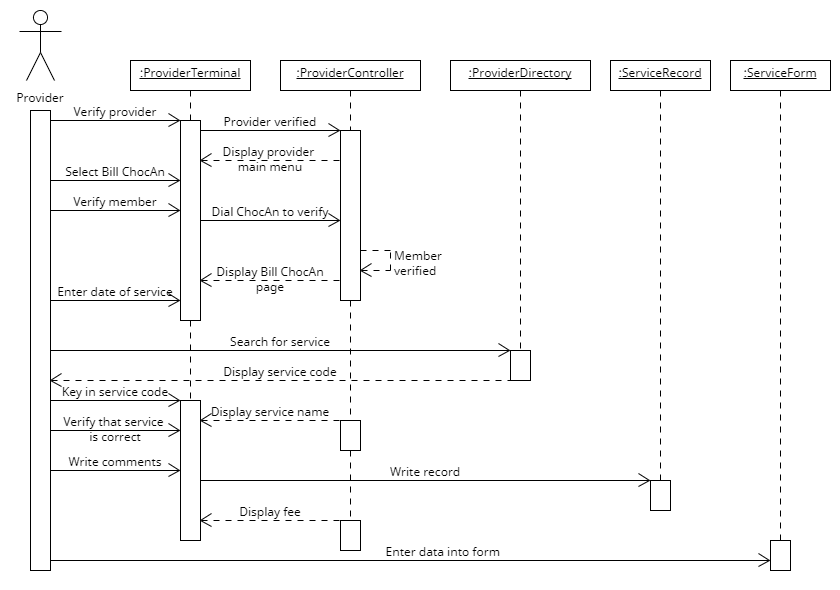 :ProviderTerminal
:ProviderController
:ProviderDirectory
:ServiceRecord
:ServiceForm
Provider
Verify provider
Provider verified
Display provider
main menu
Select Bill ChocAn
Verify member
Dial ChocAn to verify
Member
verified
Display Bill ChocAn
page
Enter date of service
Search for service
Display service code
Key in service code
Display service name
Verify that service
is correct
Write comments
Write record
Display fee
Enter data into form